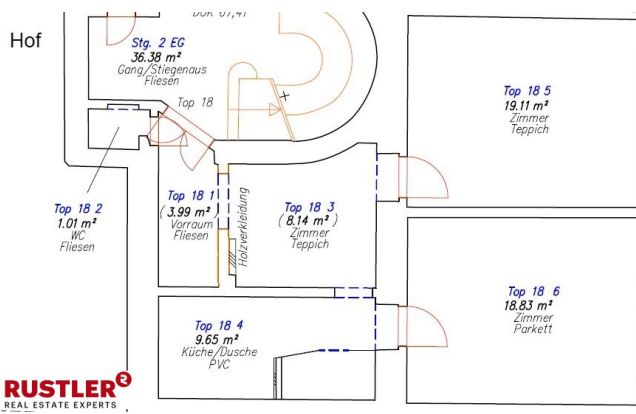 DOK 67,41
Hof
Stg. 2 EG
36.38 m²
Gang/Stiegenaus
Fliesen
Top 18
Top 18 5
19.11 m²
Zimmer
Teppich
Top 18 2
1.01 m²
WC
Fliesen
Top 18 1
(3.99 m²)
Vorraum
Fliesen
Holzverkleidung
Top 18 3
(8.14 m²)
Zimmer
Teppich
Top 18 6
18.83 m²
Zimmer
Parkett
Top 18 4
9.65 m²
Küche/Dusche
PVC
RUSTLER
REAL ESTATE EXPERTS